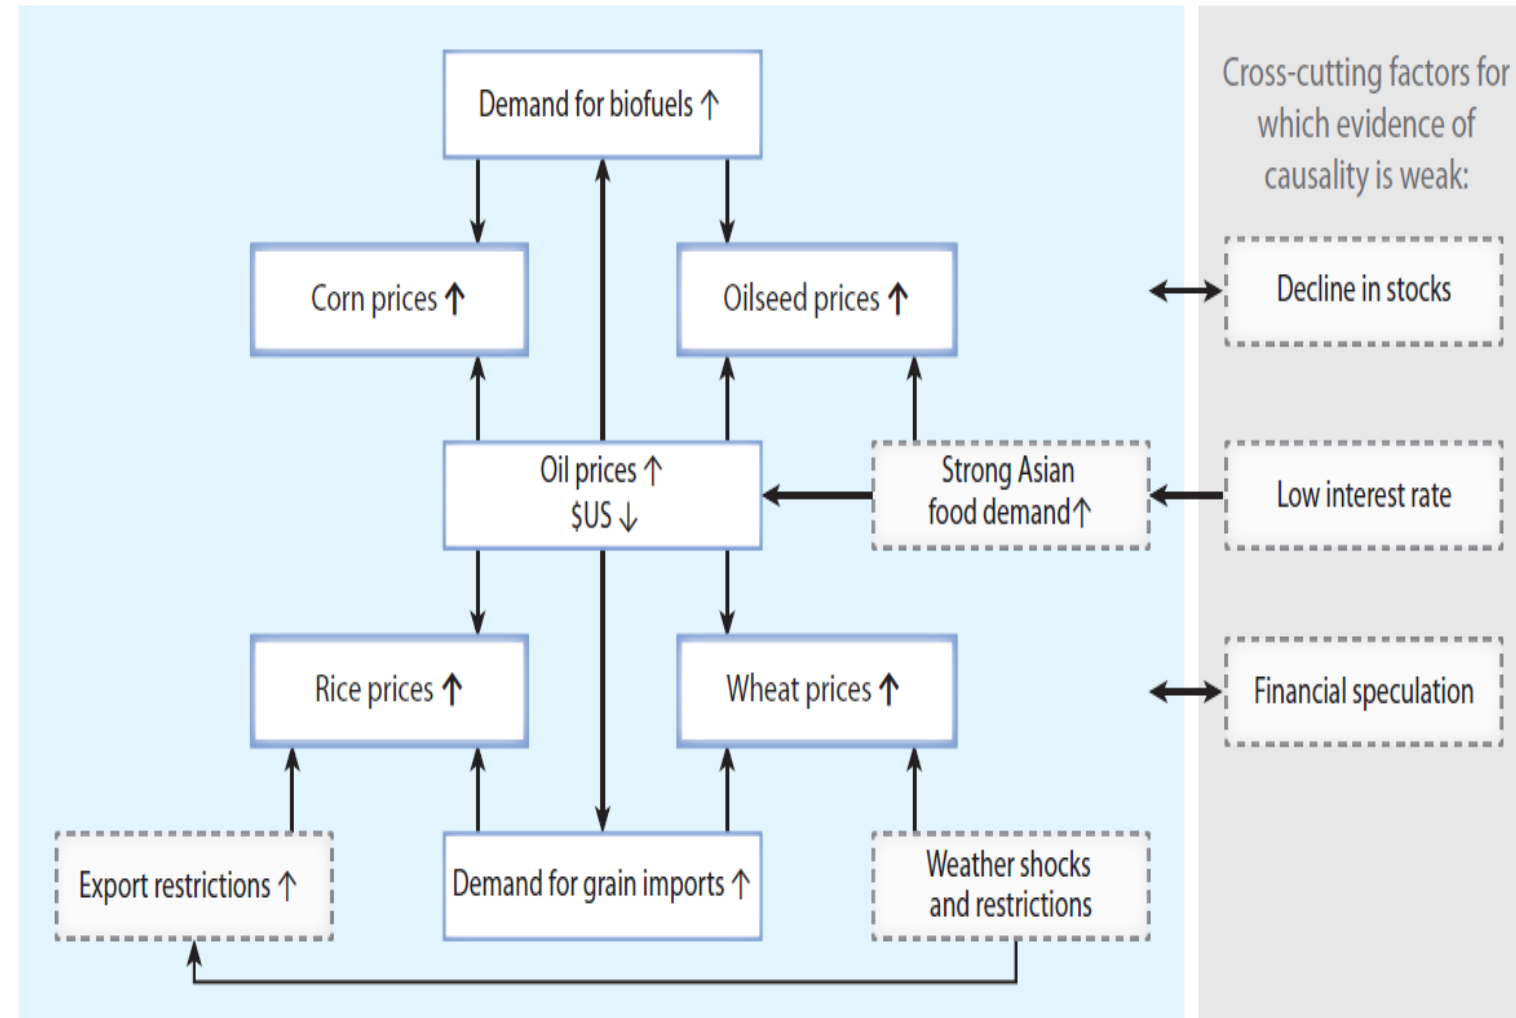 Demand for biofuels ↑
Cross-cutting factors for
which evidence of
causality is weak:
Corn prices ↑
Oilseed prices ↑
Decline in stocks
Oil prices ↑
$US ↓
Strong Asian
food demand↑
Low interest rate
Rice prices ↑
Wheat prices ↑
Financial speculation
Export restrictions ↑
Demand for grain imports ↑
Weather shocks
and restrictions